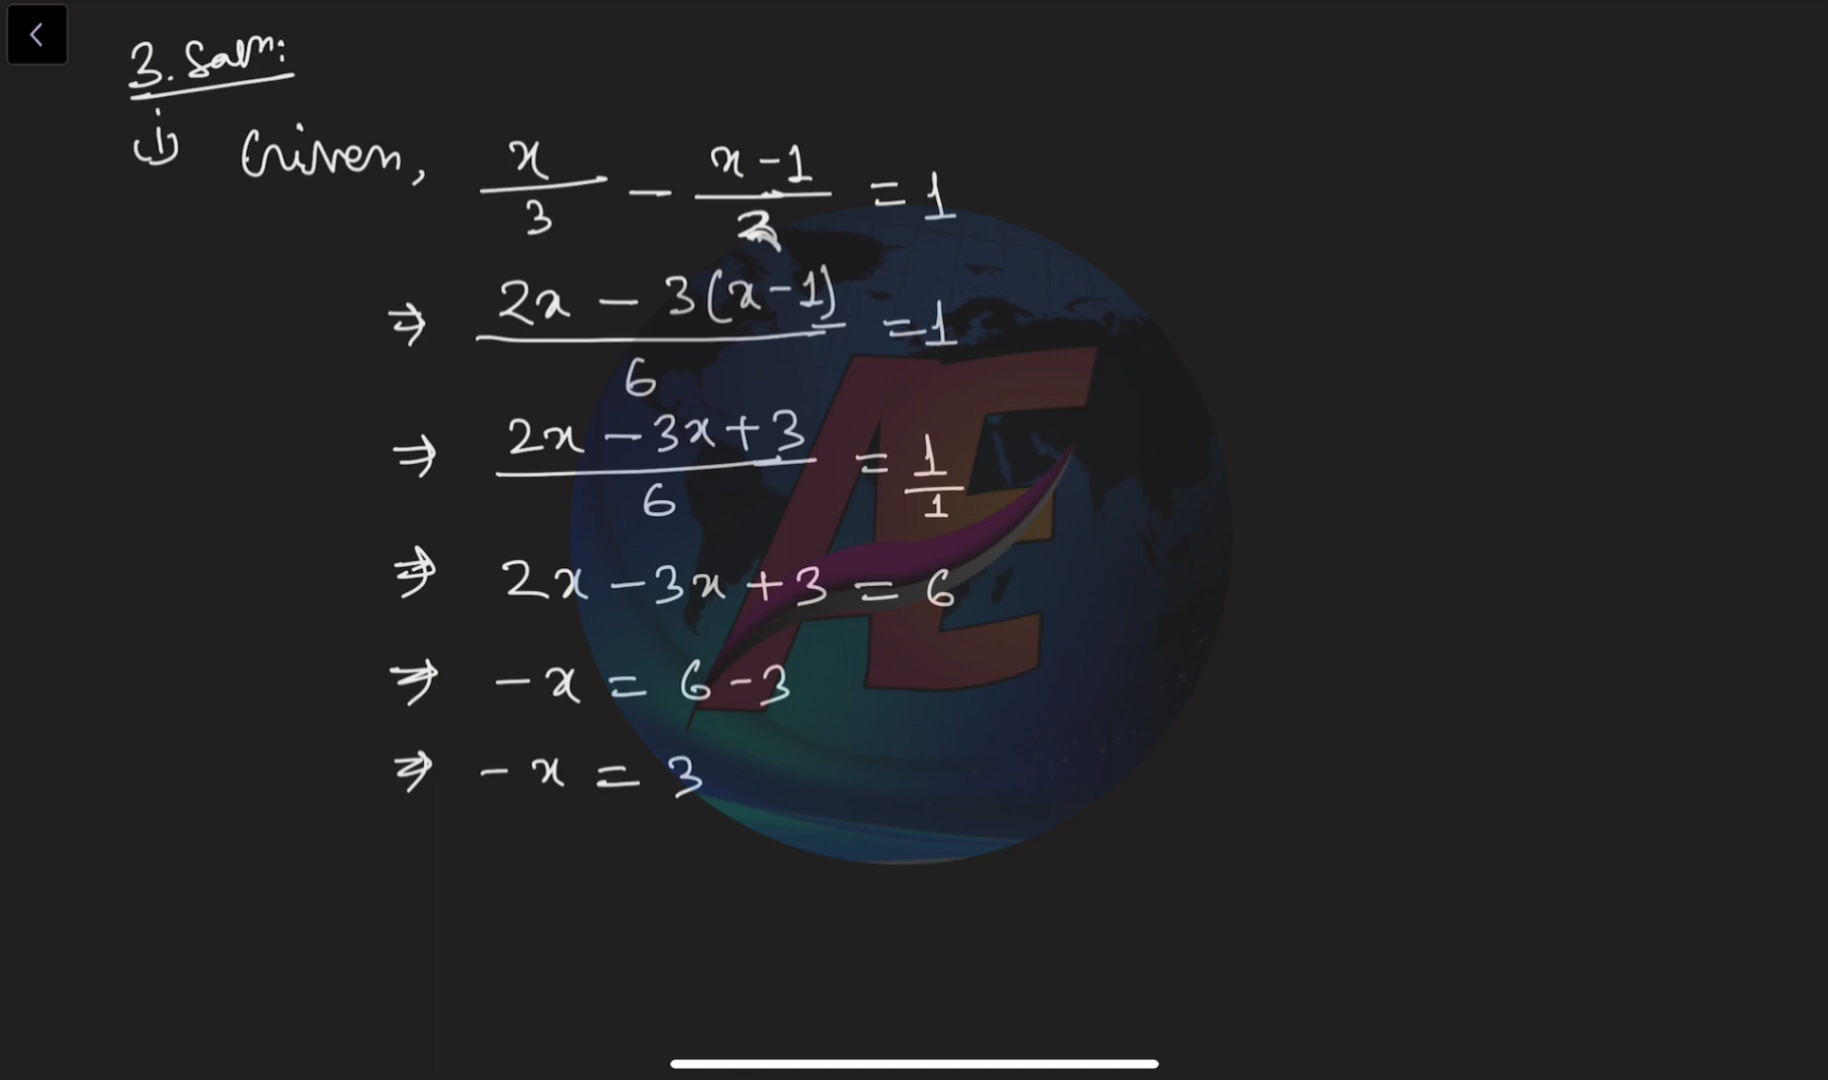 3. Soln:
i) Given, x/3 - x-1/2 = 1
⇒ 2x - 3(x-1)/6 = 1
⇒ 2x - 3x + 3/6 = 1/1
⇒ 2x - 3x + 3 = 6
⇒ -x = 6 - 3
⇒ -x = 3
Æ